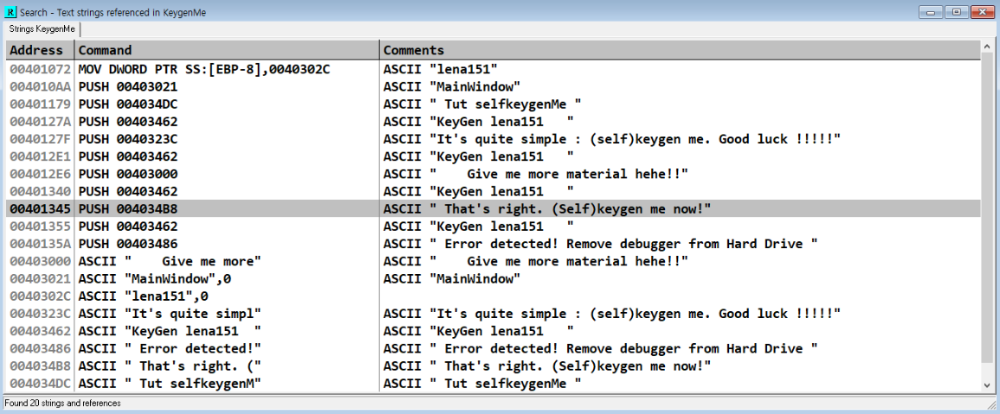 Search - Text strings referenced in KeygenMe
Strings KeygenMe
Address Command Comments
00401072 MOV DWORD PTR SS:[EBP-8],0040302C ASCII "lena151"
004010AA PUSH 00403021 ASCII "MainWindow"
00401179 PUSH 004034DC ASCII " Tut selfkeygenMe "
0040127A PUSH 00403462 ASCII "KeyGen lena151   "
0040127F PUSH 0040323C ASCII "It's quite simple : (self)keygen me. Good luck !!!!!"
004012E1 PUSH 00403462 ASCII "KeyGen lena151   "
004012E6 PUSH 00403000 ASCII "    Give me more material hehe!!"
00401340 PUSH 00403462 ASCII "KeyGen lena151   "
00401345 PUSH 004034B8 ASCII " That's right. (Self)keygen me now!"
00401355 PUSH 00403462 ASCII "KeyGen lena151   "
0040135A PUSH 00403486 ASCII " Error detected! Remove debugger from Hard Drive "
00403000 ASCII "    Give me more" ASCII "    Give me more material hehe!!"
00403021 ASCII "MainWindow",0 ASCII "MainWindow"
0040302C ASCII "lena151",0
0040323C ASCII "It's quite simpl" ASCII "It's quite simple : (self)keygen me. Good luck !!!!!"
00403462 ASCII "KeyGen lena151  " ASCII "KeyGen lena151   "
00403486 ASCII " Error detected!" ASCII " Error detected! Remove debugger from Hard Drive "
004034B8 ASCII " That's right. (" ASCII " That's right. (Self)keygen me now!"
004034DC ASCII " Tut selfkeygenM" ASCII " Tut selfkeygenMe "
Found 20 strings and references